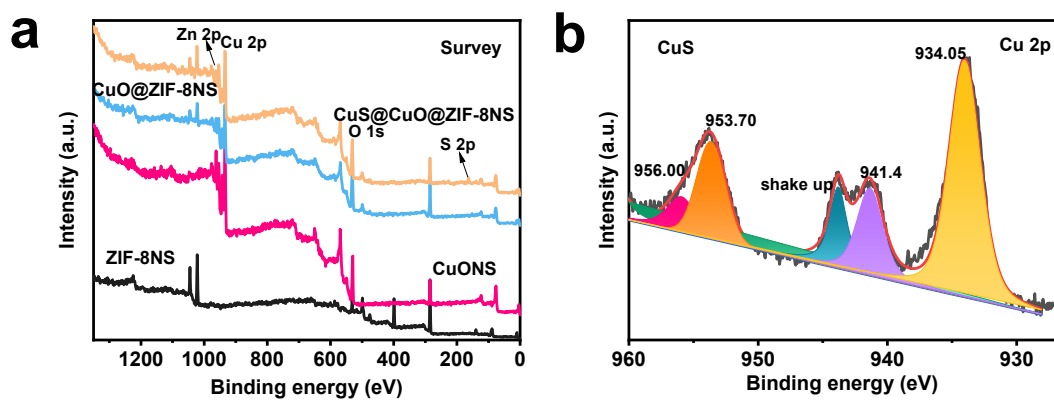 a
Zn 2p
Cu 2p
Survey
CuO@ZIF-8NS
CuS@CuO@ZIF-8NS
O 1s
S 2p
ZIF-8NS
CuONS
Intensity (a.u.)
1200 1000 800 600 400 200 0
Binding energy (eV)
b
CuS
Cu 2p
934.05
953.70
956.00
shake up
941.4
Intensity (a.u.)
960 950 940 930
Binding energy (eV)